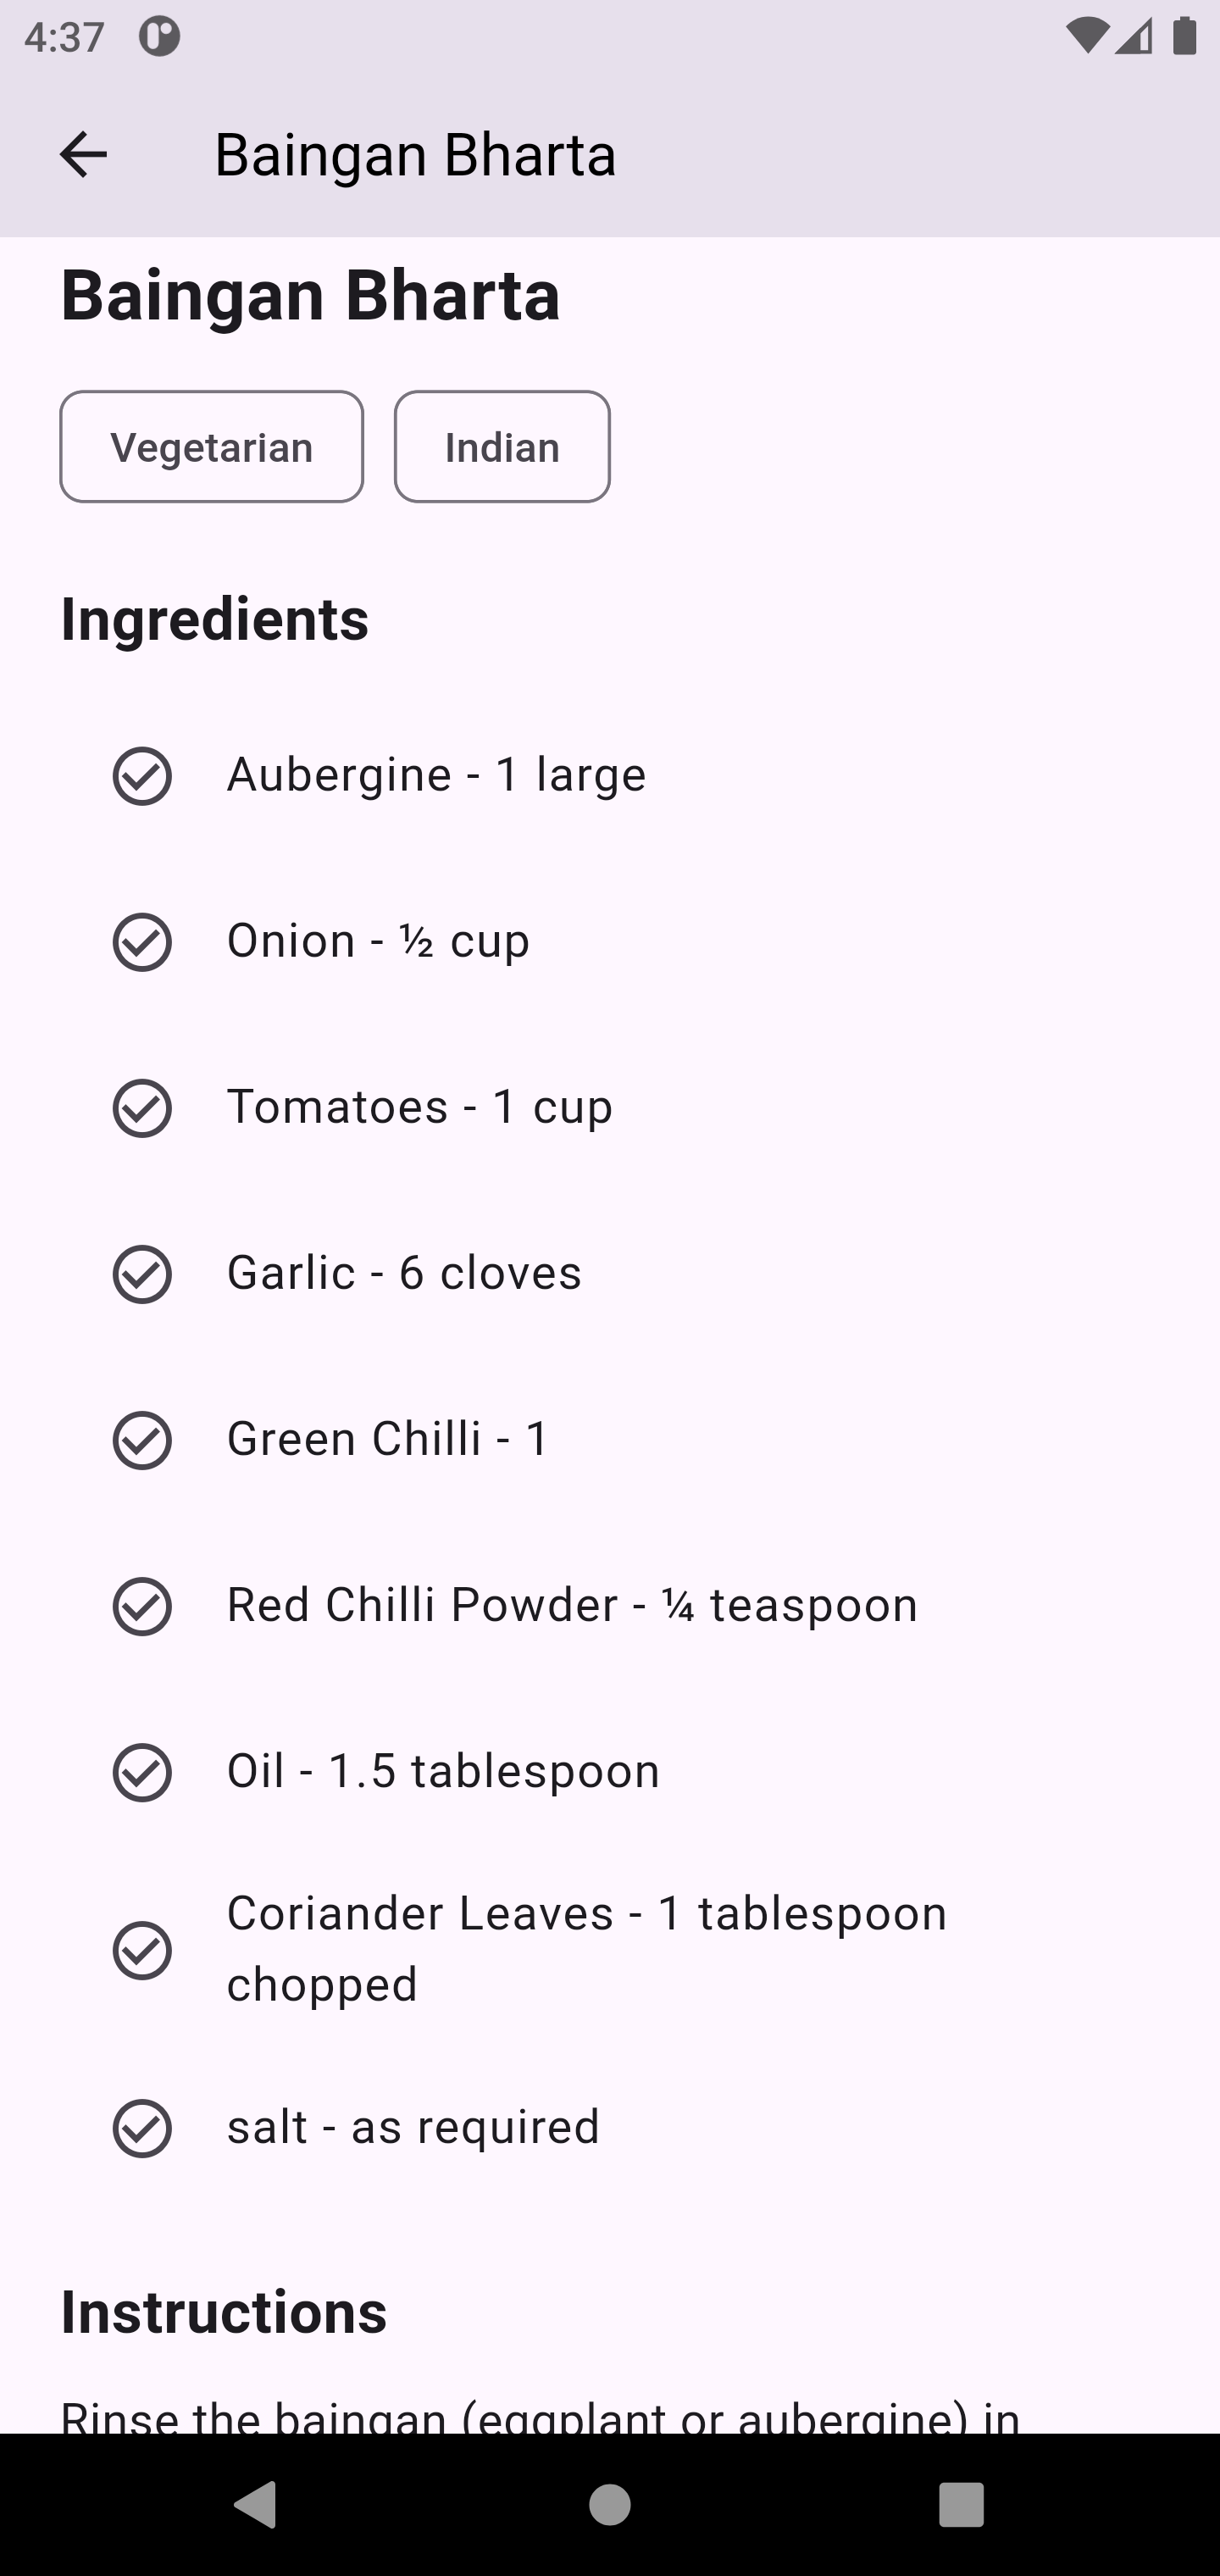 4:37
Baingan Bharta
Baingan Bharta
Vegetarian
Indian
Ingredients
Aubergine - 1 large
Onion - ½ cup
Tomatoes - 1 cup
Garlic - 6 cloves
Green Chilli - 1
Red Chilli Powder - ¼ teaspoon
Oil - 1.5 tablespoon
Coriander Leaves - 1 tablespoon
chopped
salt - as required
Instructions
Rinse the baingan (eggplant or aubergine) in